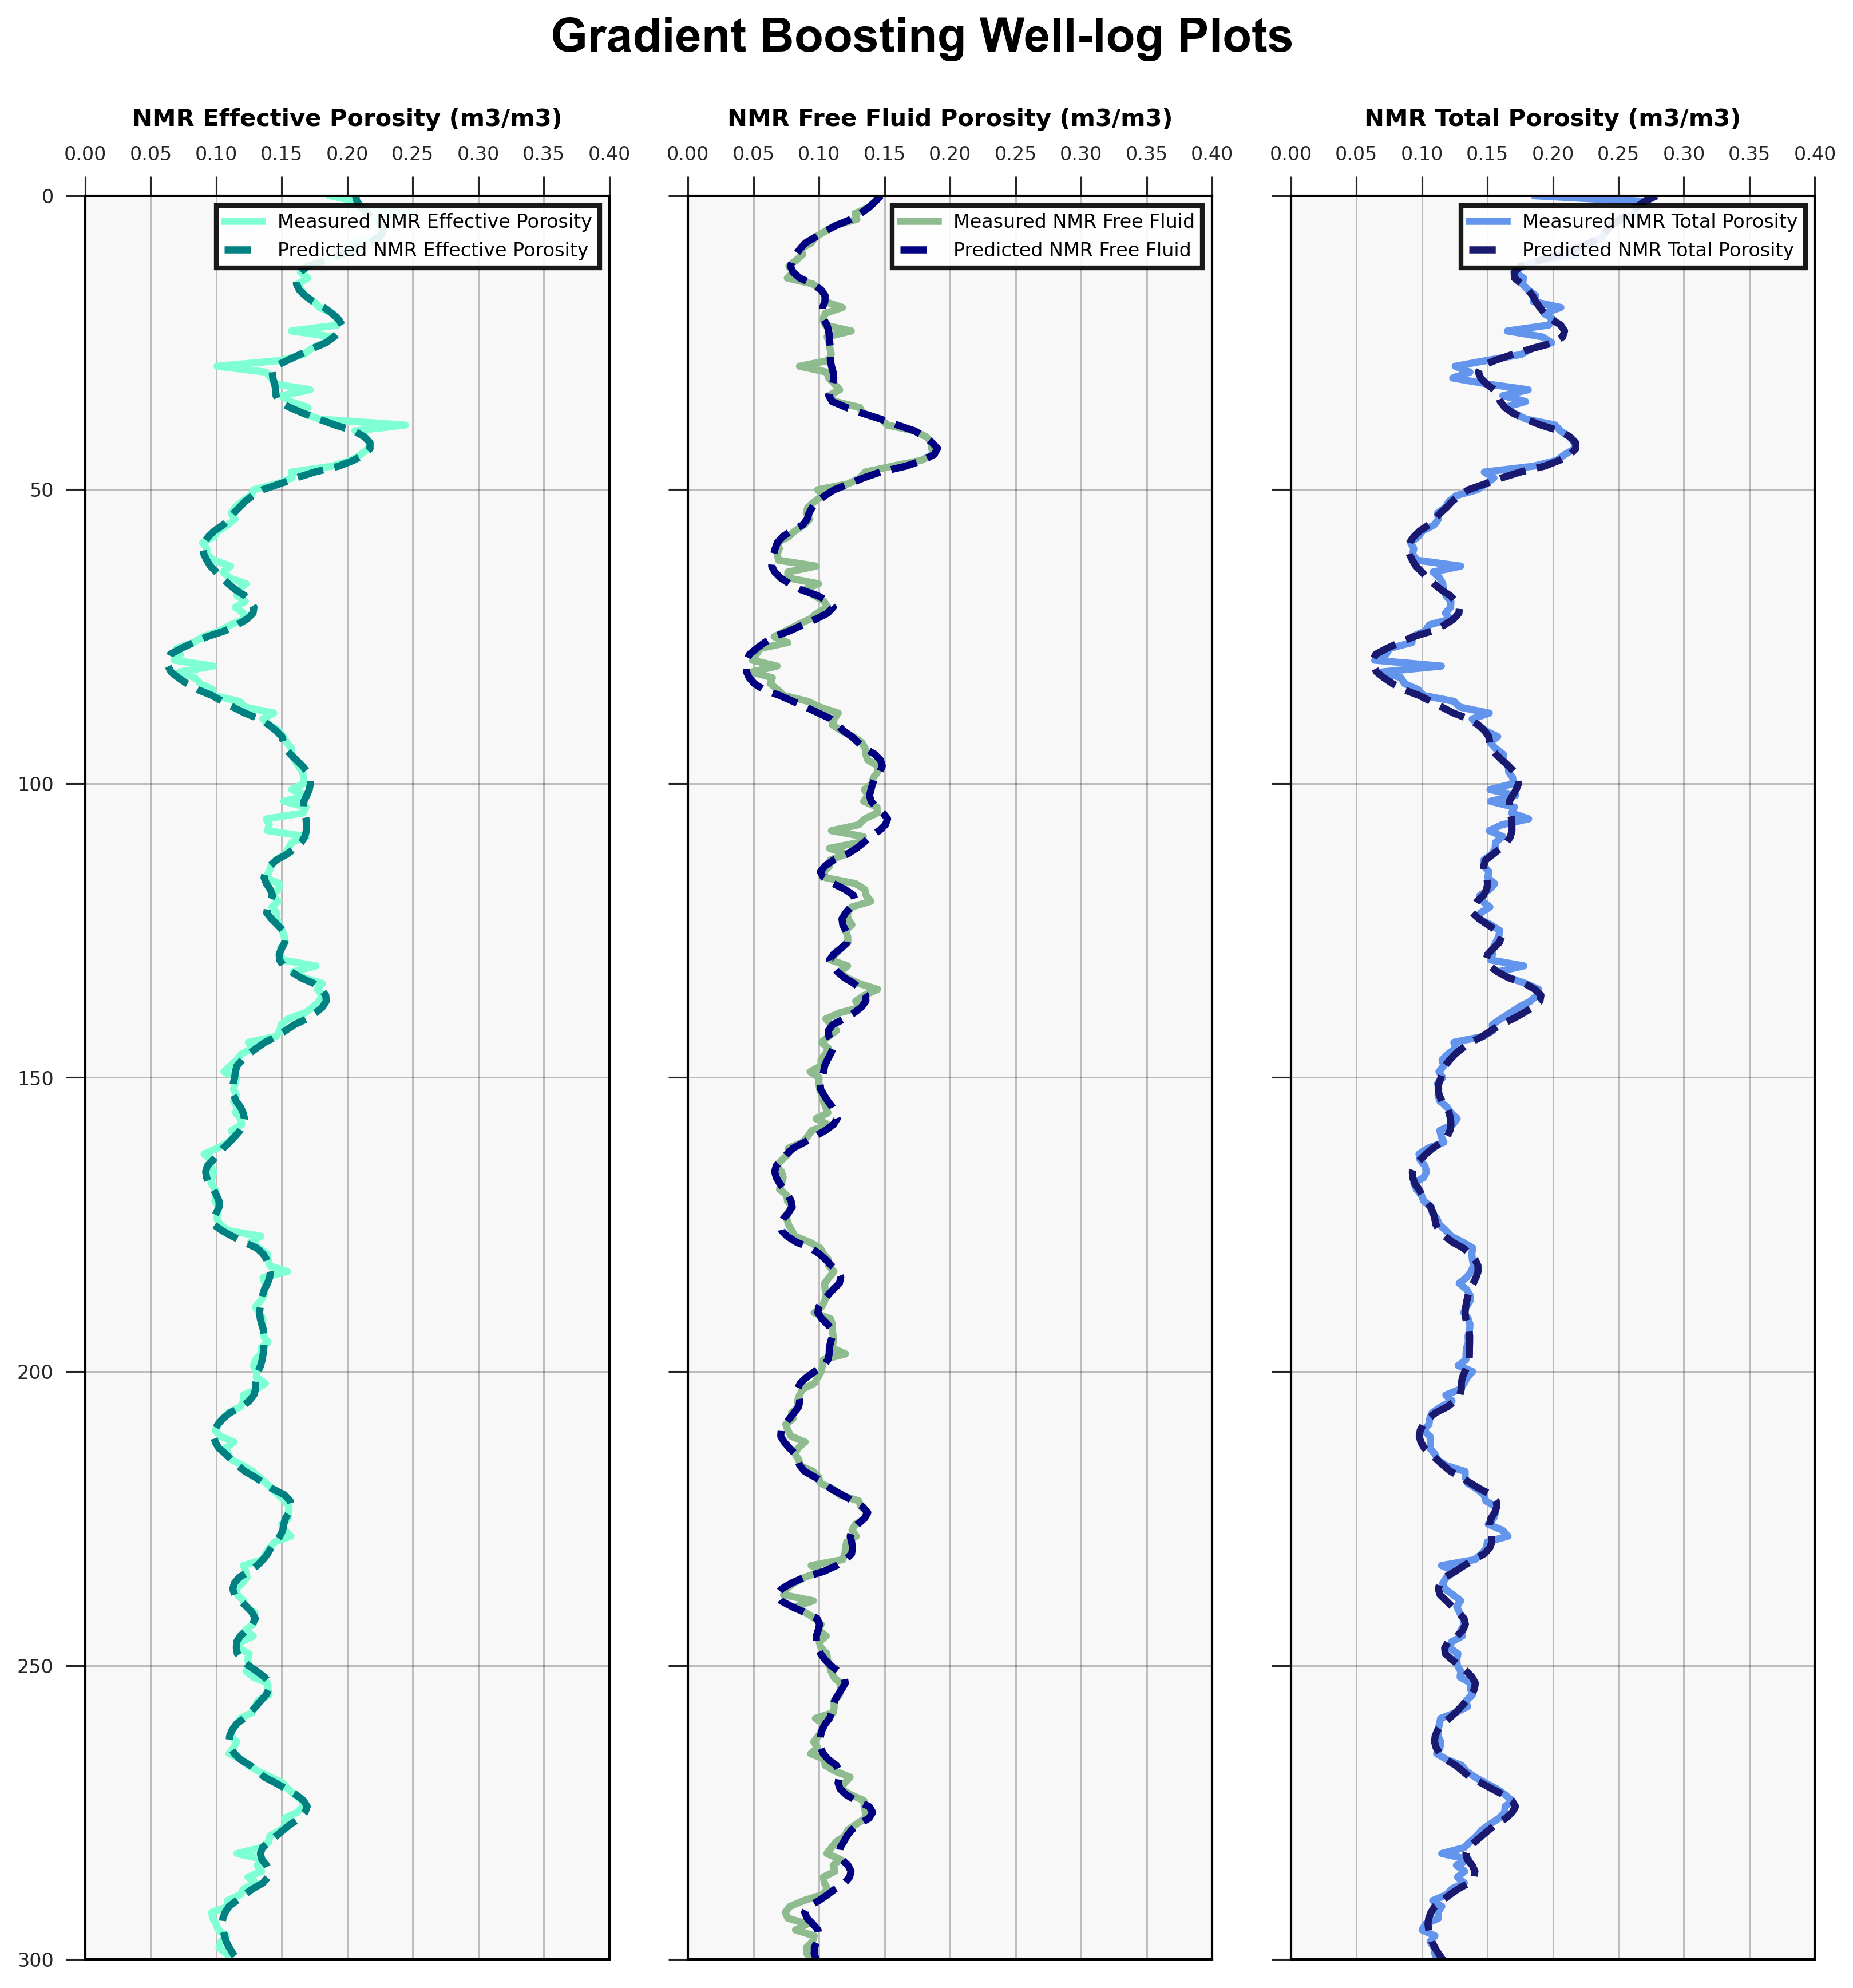 Gradient Boosting Well-log Plots
NMR Effective Porosity (m3/m3)
0.00 0.05 0.10 0.15 0.20 0.25 0.30 0.35 0.40
Measured NMR Effective Porosity
Predicted NMR Effective Porosity
0
50
100
150
200
250
300
NMR Free Fluid Porosity (m3/m3)
0.00 0.05 0.10 0.15 0.20 0.25 0.30 0.35 0.40
Measured NMR Free Fluid
Predicted NMR Free Fluid
NMR Total Porosity (m3/m3)
0.00 0.05 0.10 0.15 0.20 0.25 0.30 0.35 0.40
Measured NMR Total Porosity
Predicted NMR Total Porosity